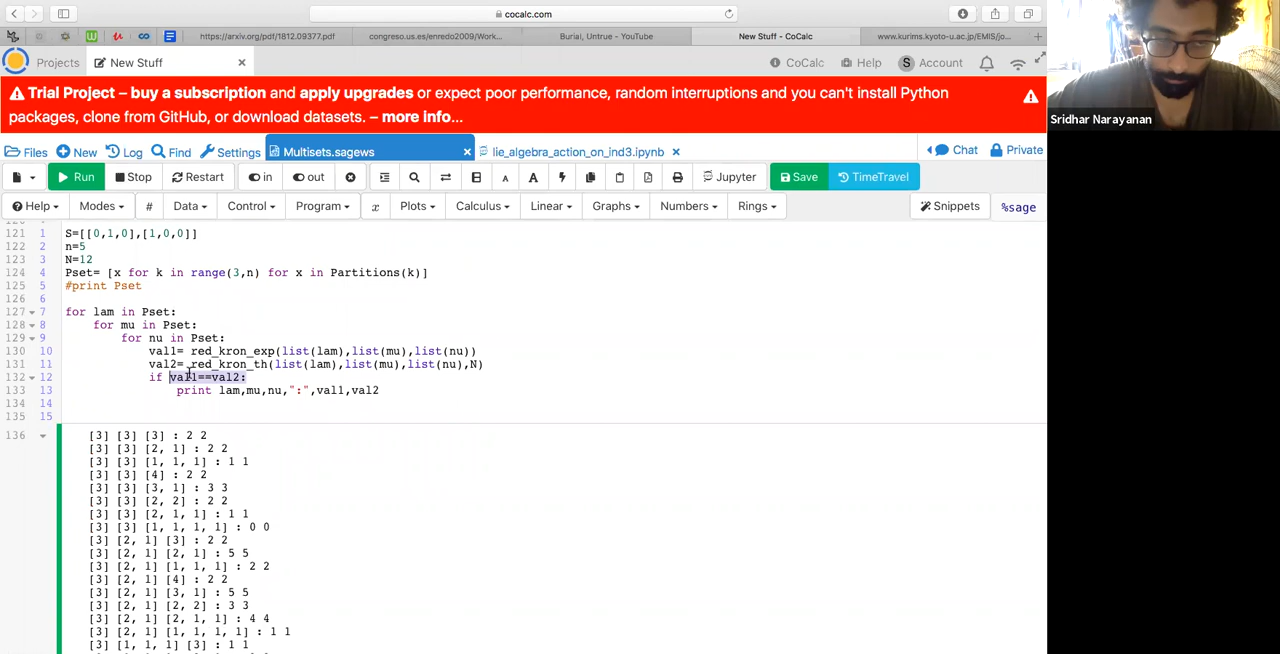 cocalc.com
https://arxiv.org/pdf/1812.09377.pdf
congreso.us.es/enredo2009/Work...
Burial, Untrue - YouTube
New Stuff - CoCalc
www.kurims.kyoto-u.ac.jp/EMIS/jo...
Projects
New Stuff
CoCalc
Help
Account
Trial Project – buy a subscription and apply upgrades or expect poor performance, random interruptions and you can't install Python
packages, clone from GitHub, or download datasets. – more info...
Sridhar Narayanan
Files
New
Log
Find
Settings
Multisets.sagews
lie_algebra_action_on_ind3.ipynb
Chat
Private
Run
Stop
Restart
in
out
Jupyter
Save
TimeTravel
Help
Modes
#
Data
Control
Program
x
Plots
Calculus
Linear
Graphs
Numbers
Rings
Snippets
%sage
121 1 S=[[0,1,0],[1,0,0]]
122 2 n=5
123 3 N=12
124 4 Pset= [x for k in range(3,n) for x in Partitions(k)]
125 5 #print Pset
126 6
127 7 for lam in Pset:
128 8 for mu in Pset:
129 9 for nu in Pset:
130 10 val1= red_kron_exp(list(lam),list(mu),list(nu))
131 11 val2= red_kron_th(list(lam),list(mu),list(nu),N)
132 12 if val1==val2:
133 13 print lam,mu,nu,":",val1,val2
134 14
135 15
136
[3] [3] [3] : 2 2
[3] [3] [2, 1] : 2 2
[3] [3] [1, 1, 1] : 1 1
[3] [3] [4] : 2 2
[3] [3] [3, 1] : 3 3
[3] [3] [2, 2] : 2 2
[3] [3] [2, 1, 1] : 1 1
[3] [3] [1, 1, 1, 1] : 0 0
[3] [2, 1] [3] : 2 2
[3] [2, 1] [2, 1] : 5 5
[3] [2, 1] [1, 1, 1] : 2 2
[3] [2, 1] [4] : 2 2
[3] [2, 1] [3, 1] : 5 5
[3] [2, 1] [2, 2] : 3 3
[3] [2, 1] [2, 1, 1] : 4 4
[3] [2, 1] [1, 1, 1, 1] : 1 1
[3] [1, 1, 1] [3] : 1 1